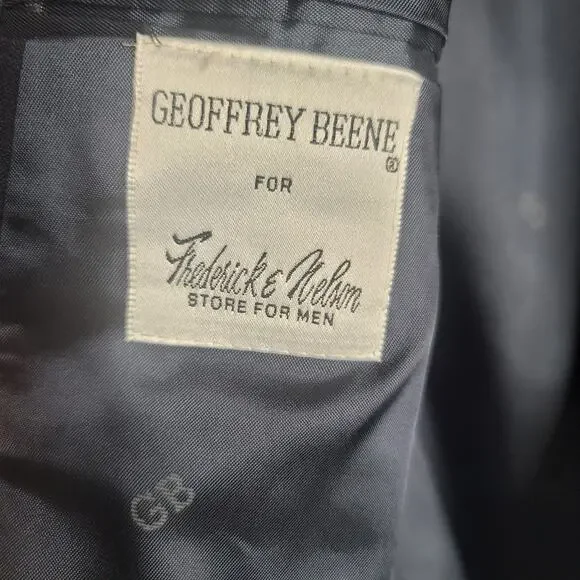 GEOFFREY BEENE®
FOR
Frederick & Nelson
STORE FOR MEN
GB